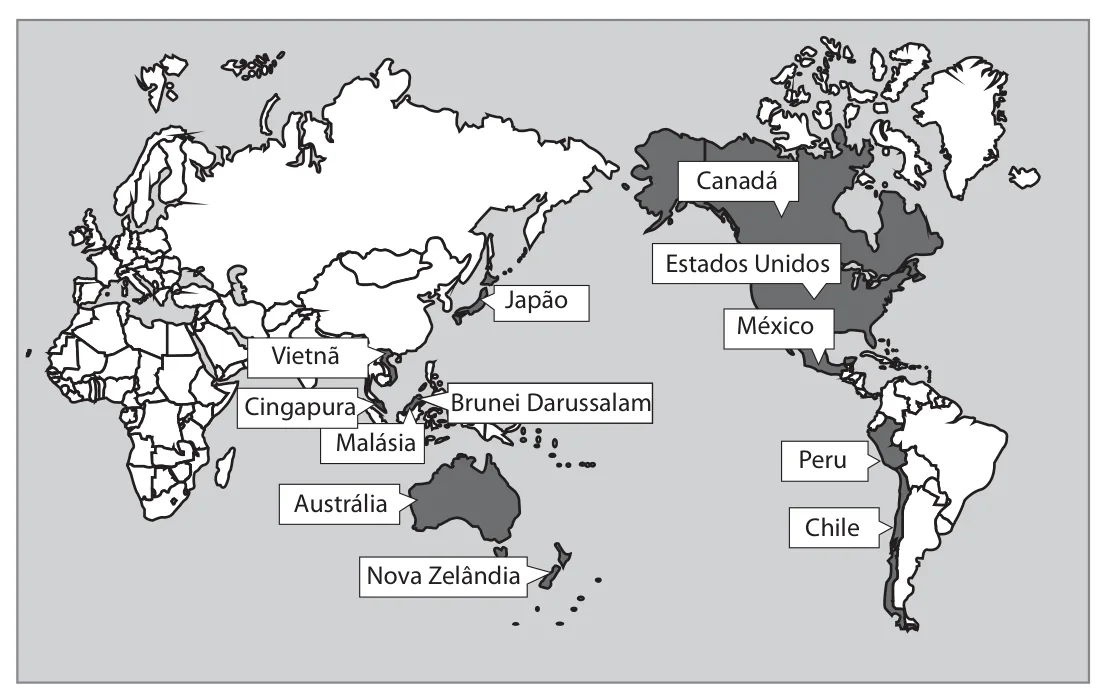 Canadá
Estados Unidos
Japão
México
Vietnã
Brunei Darussalam
Cingapura
Malásia
Peru
Austrália
Chile
Nova Zelândia